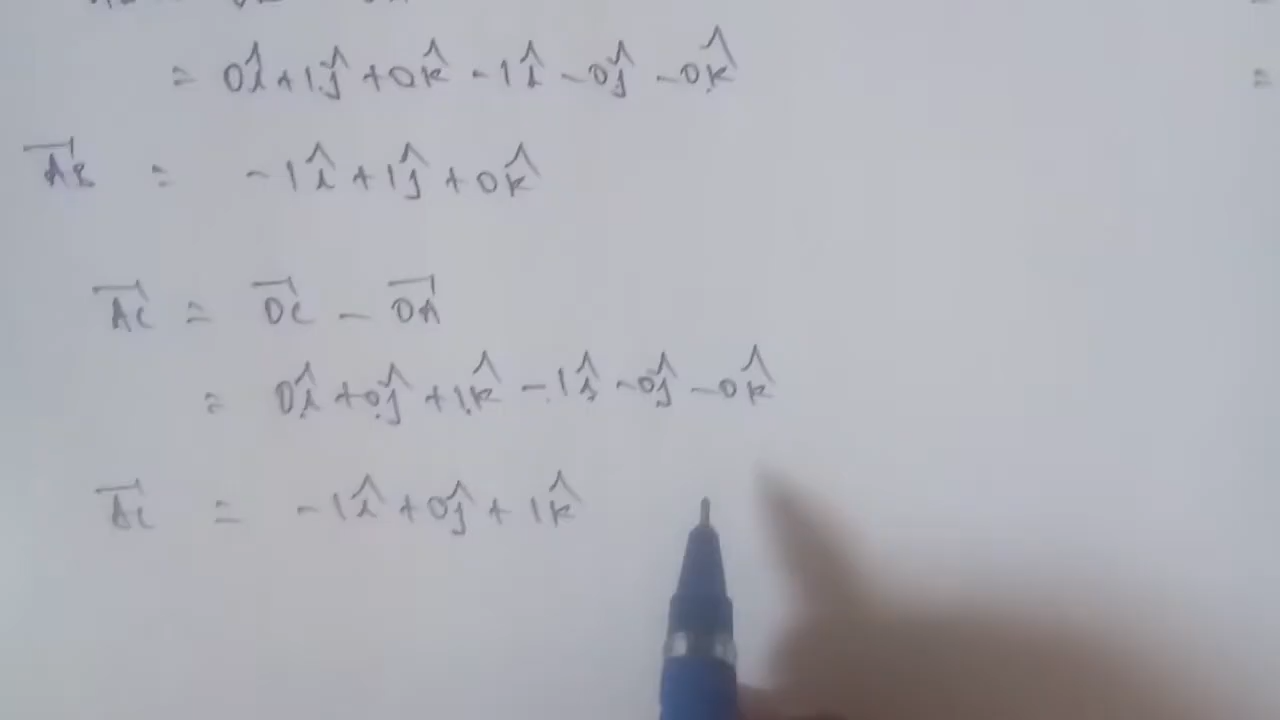 = 0î + 1ĵ + 0k̂ - 1î - 0ĵ - 0k̂
=
AB = -1î + 1ĵ + 0k̂
AC = OC - OA
= 0î + 0ĵ + 1k̂ - 1î - 0ĵ - 0k̂
AC = -1î + 0ĵ + 1k̂